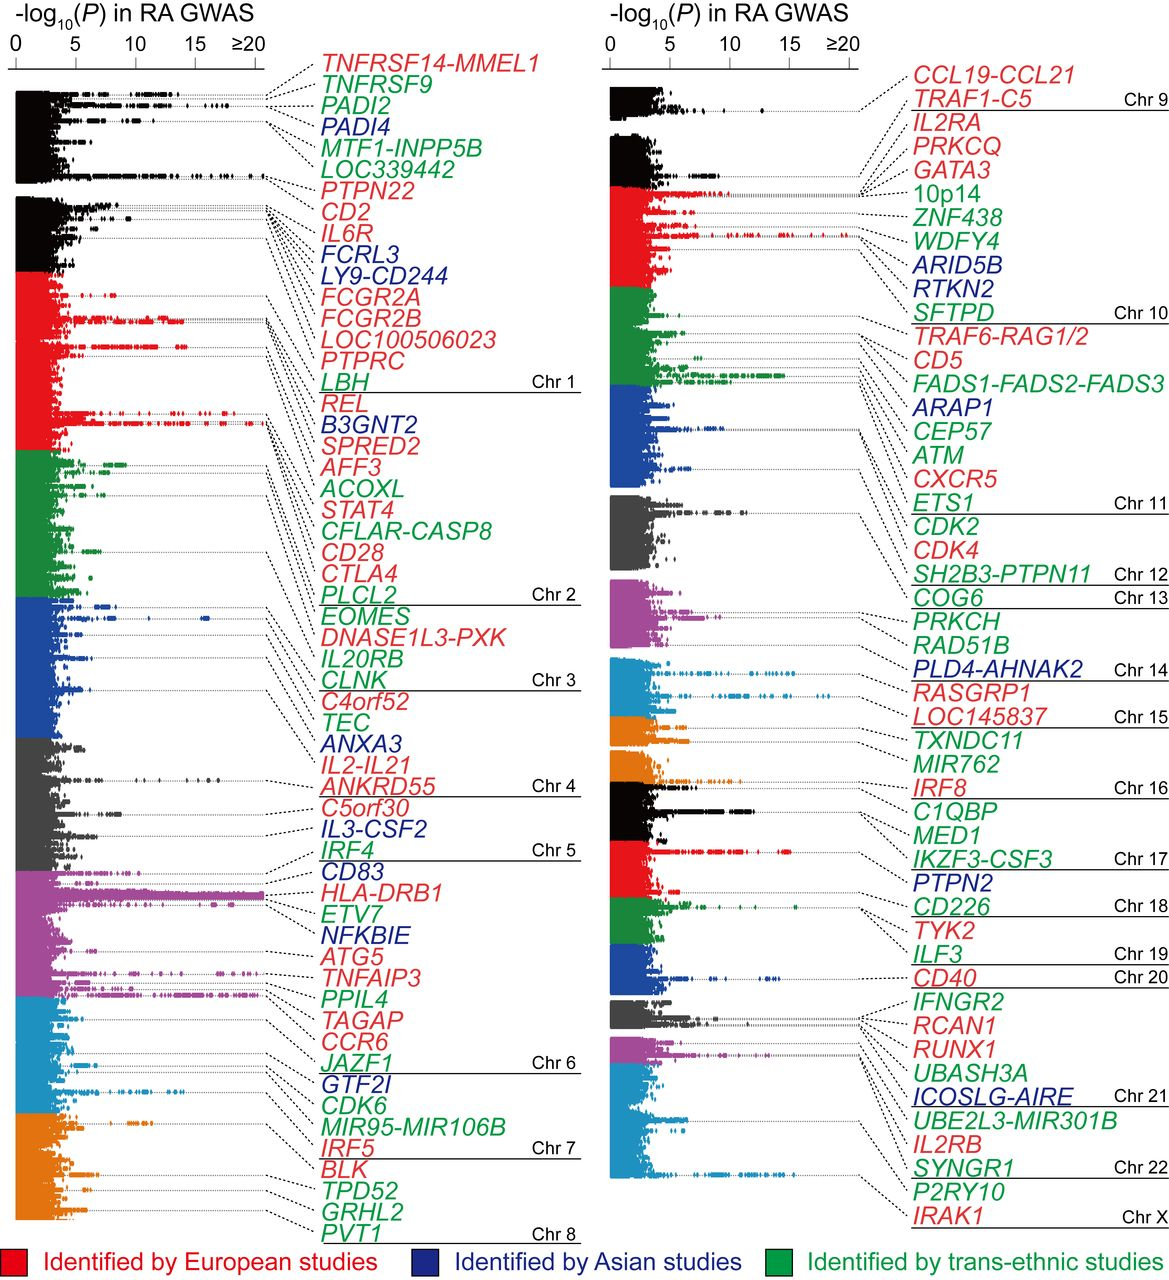 -log10(P) in RA GWAS
0 5 10 15 ≥20
TNFRSF14-MMEL1
TNFRSF9
PADI2
PADI4
MTF1-INPP5B
LOC339442
PTPN22
CD2
IL6R
FCRL3
LY9-CD244
FCGR2A
FCGR2B
LOC100506023
PTPRC
LBH Chr 1
REL
B3GNT2
SPRED2
AFF3
ACOXL
STAT4
CFLAR-CASP8
CD28
CTLA4
PLCL2 Chr 2
EOMES
DNASE1L3-PXK
IL20RB
CLNK Chr 3
C4orf52
TEC
ANXA3
IL2-IL21
ANKRD55 Chr 4
C5orf30
IL3-CSF2
IRF4 Chr 5
CD83
HLA-DRB1
ETV7
NFKBIE
ATG5
TNFAIP3
PPIL4
TAGAP
CCR6
JAZF1 Chr 6
GTF2I
CDK6
MIR95-MIR106B
IRF5 Chr 7
BLK
TPD52
GRHL2
PVT1 Chr 8
-log10(P) in RA GWAS
0 5 10 15 ≥20
CCL19-CCL21
TRAF1-C5 Chr 9
IL2RA
PRKCQ
GATA3
10p14
ZNF438
WDFY4
ARID5B
RTKN2
SFTPD Chr 10
TRAF6-RAG1/2
CD5
FADS1-FADS2-FADS3
ARAP1
CEP57
ATM
CXCR5
ETS1 Chr 11
CDK2
CDK4
SH2B3-PTPN11 Chr 12
COG6 Chr 13
PRKCH
RAD51B
PLD4-AHNAK2 Chr 14
RASGRP1
LOC145837 Chr 15
TXNDC11
MIR762
IRF8 Chr 16
C1QBP
MED1
IKZF3-CSF3 Chr 17
PTPN2
CD226 Chr 18
TYK2
ILF3 Chr 19
CD40 Chr 20
IFNGR2
RCAN1
RUNX1
UBASH3A
ICOSLG-AIRE Chr 21
UBE2L3-MIR301B
IL2RB
SYNGR1 Chr 22
P2RY10
IRAK1 Chr X
Identified by European studies
Identified by Asian studies
Identified by trans-ethnic studies